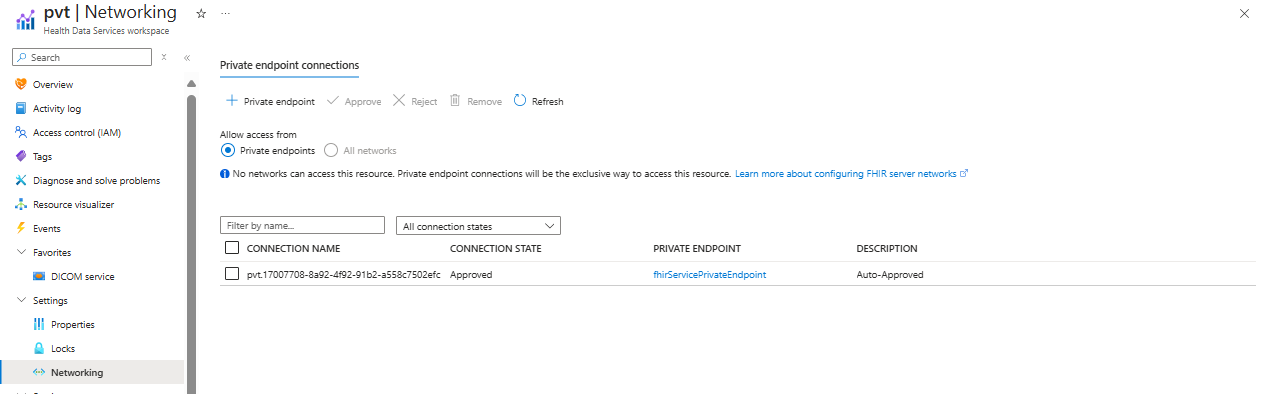 pvt | Networking
Health Data Services workspace
Search
Overview
Activity log
Access control (IAM)
Tags
Diagnose and solve problems
Resource visualizer
Events
Favorites
DICOM service
Settings
Properties
Locks
Networking
Private endpoint connections
Private endpoint Approve Reject Remove Refresh
Allow access from
Private endpoints All networks
No networks can access this resource. Private endpoint connections will be the exclusive way to access this resource. Learn more about configuring FHIR server networks
Filter by name... All connection states
CONNECTION NAME CONNECTION STATE PRIVATE ENDPOINT DESCRIPTION
pvt.17007708-8a92-4f92-91b2-a558c7502efc Approved fhirServicePrivateEndpoint Auto-Approved